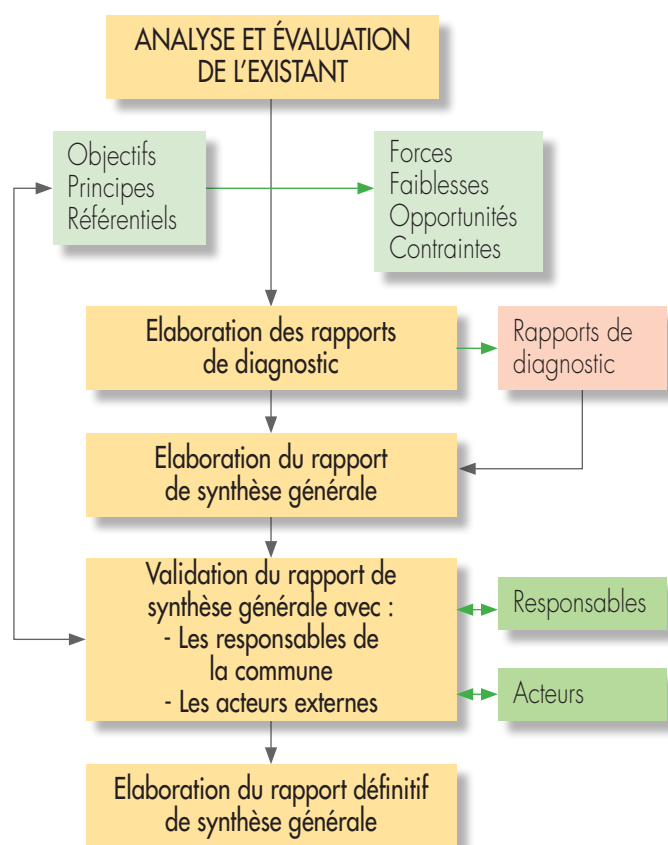 ANALYSE ET ÉVALUATION
DE L'EXISTANT
Objectifs
Principes
Référentiels
Forces
Faiblesses
Opportunités
Contraintes
Elaboration des rapports
de diagnostic
Rapports de
diagnostic
Elaboration du rapport
de synthèse générale
Validation du rapport de
synthèse générale avec :
- Les responsables de
la commune
- Les acteurs externes
Responsables
Acteurs
Elaboration du rapport définitif
de synthèse générale